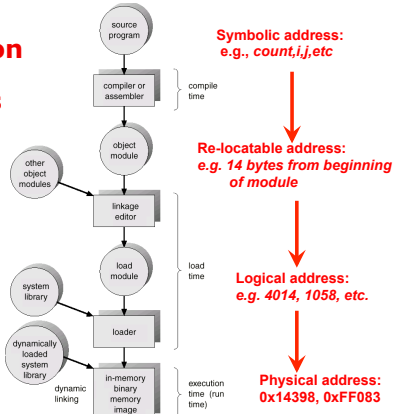 on
source
program
Symbolic address:
e.g., count,i,j,etc
compiler or
assembler
compile
time
object
module
Re-locatable address:
e.g. 14 bytes from beginning
of module
other
object
modules
linkage
editor
load
module
load
time
Logical address:
e.g. 4014, 1058, etc.
system
library
loader
dynamically
loaded
system
library
dynamic
linking
in-memory
binary
memory
image
execution
time (run
time)
Physical address:
0x14398, 0xFF083